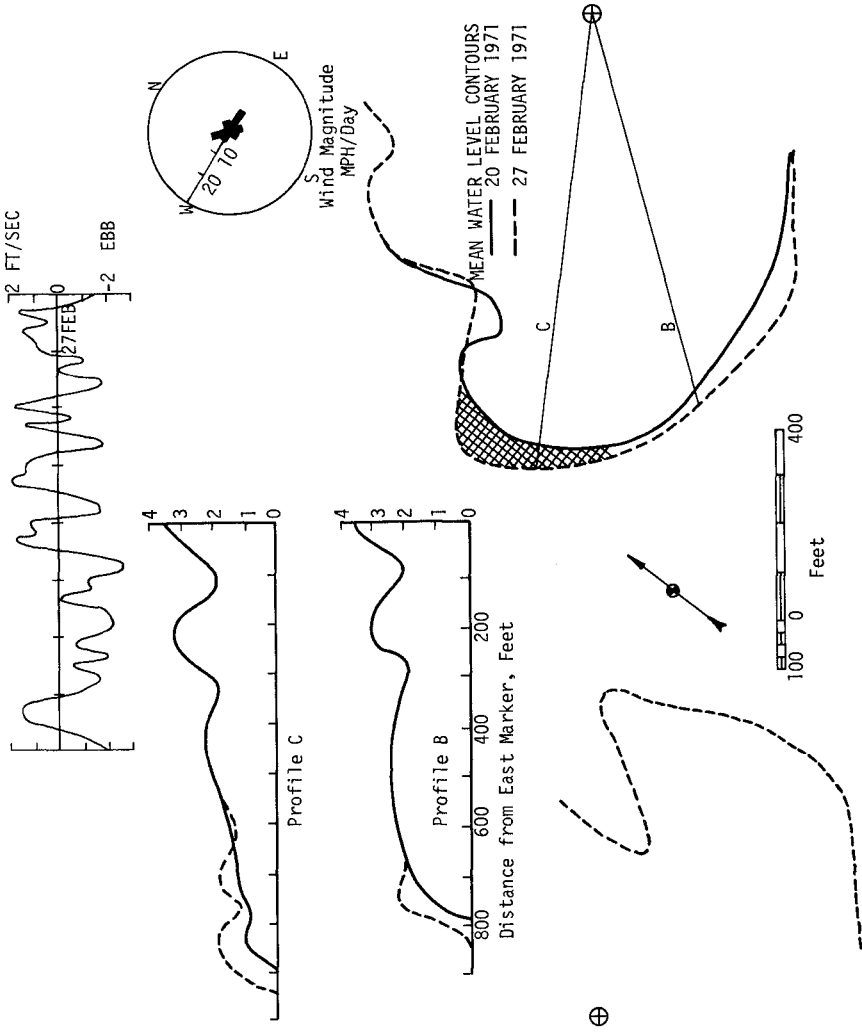 2 FT/SEC
0
-2
EBB
27FEB
N
E
S
W
20 10
Wind Magnitude
MPH/Day
4
3
2
1
0
Profile C
4
3
2
1
0
200
400
600
800
Profile B
Distance from East Marker, Feet
MEAN WATER LEVEL CONTOURS
20 FEBRUARY 1971
27 FEBRUARY 1971
C
B
100 0 400
Feet